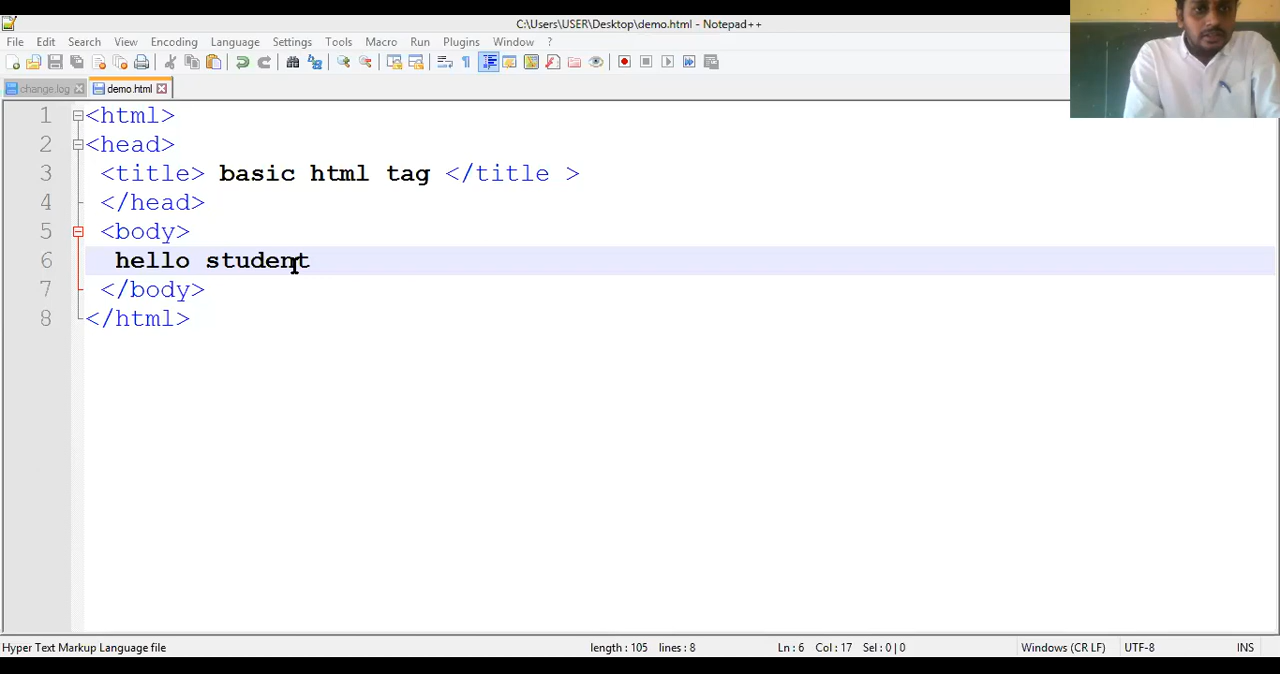 C:\Users\USER\Desktop\demo.html - Notepad++
File Edit Search View Encoding Language Settings Tools Macro Run Plugins Window ?
change.log demo.html
1 <html>
2 <head>
3 <title> basic html tag </title >
4 </head>
5 <body>
6 hello student
7 </body>
8 </html>
Hyper Text Markup Language file length : 105 lines : 8 Ln : 6 Col : 17 Sel : 0 | 0 Windows (CR LF) UTF-8 INS